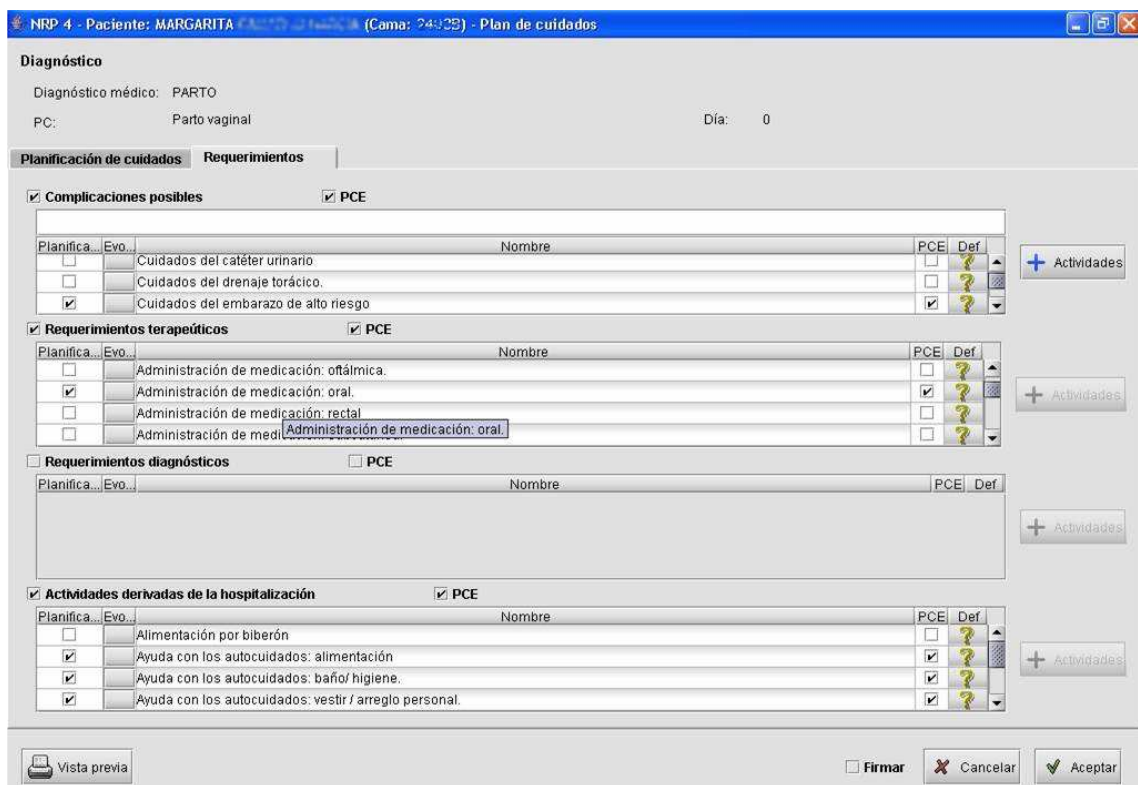 NRP 4 - Paciente: MARGARITA (Cama: ) - Plan de cuidados
Diagnóstico
Diagnóstico médico: PARTO
PC: Parto vaginal Día: 0
Planificación de cuidados Requerimientos
Complicaciones posibles PCE
Planifica... Evo... Nombre PCE Def
Cuidados del catéter urinario
Cuidados del drenaje torácico.
Cuidados del embarazo de alto riesgo
Actividades
Requerimientos terapeúticos PCE
Planifica... Evo... Nombre PCE Def
Administración de medicación: oftálmica.
Administración de medicación: oral.
Administración de medicación: rectal
Administración de medi
Administración de medicación: oral.
Actividades
Requerimientos diagnósticos PCE
Planifica... Evo... Nombre PCE Def
Actividades
Actividades derivadas de la hospitalización PCE
Planifica... Evo... Nombre PCE Def
Alimentación por biberón
Ayuda con los autocuidados: alimentación
Ayuda con los autocuidados: baño/ higiene.
Ayuda con los autocuidados: vestir / arreglo personal.
Actividades
Vista previa Firmar Cancelar Aceptar